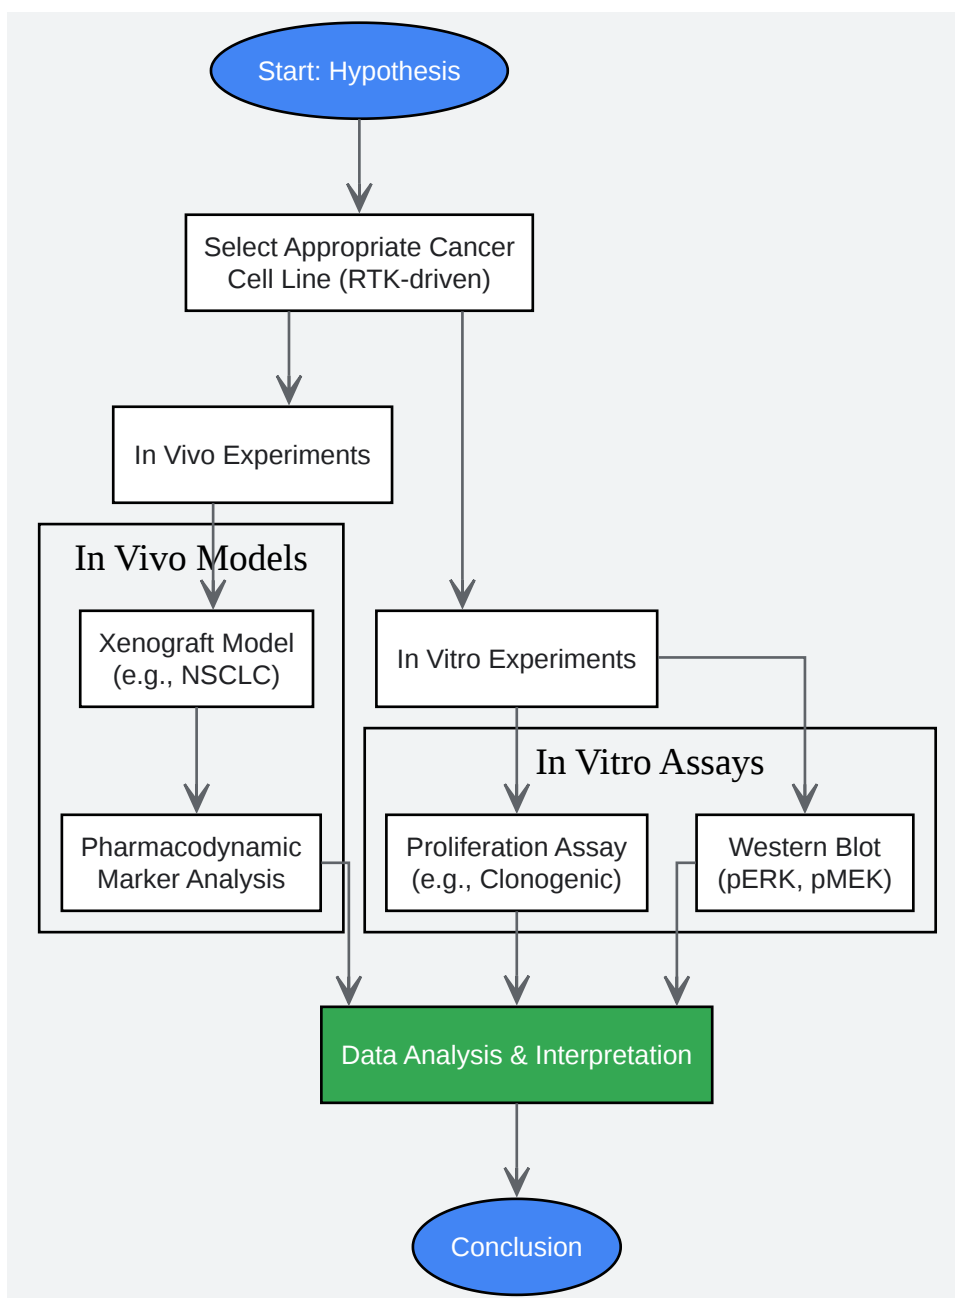 Start: Hypothesis
Select Appropriate Cancer
Cell Line (RTK-driven)
In Vivo Experiments
In Vivo Models
Xenograft Model
(e.g., NSCLC)
In Vitro Experiments
In Vitro Assays
Pharmacodynamic
Marker Analysis
Proliferation Assay
(e.g., Clonogenic)
Western Blot
(pERK, pMEK)
Data Analysis & Interpretation
Conclusion